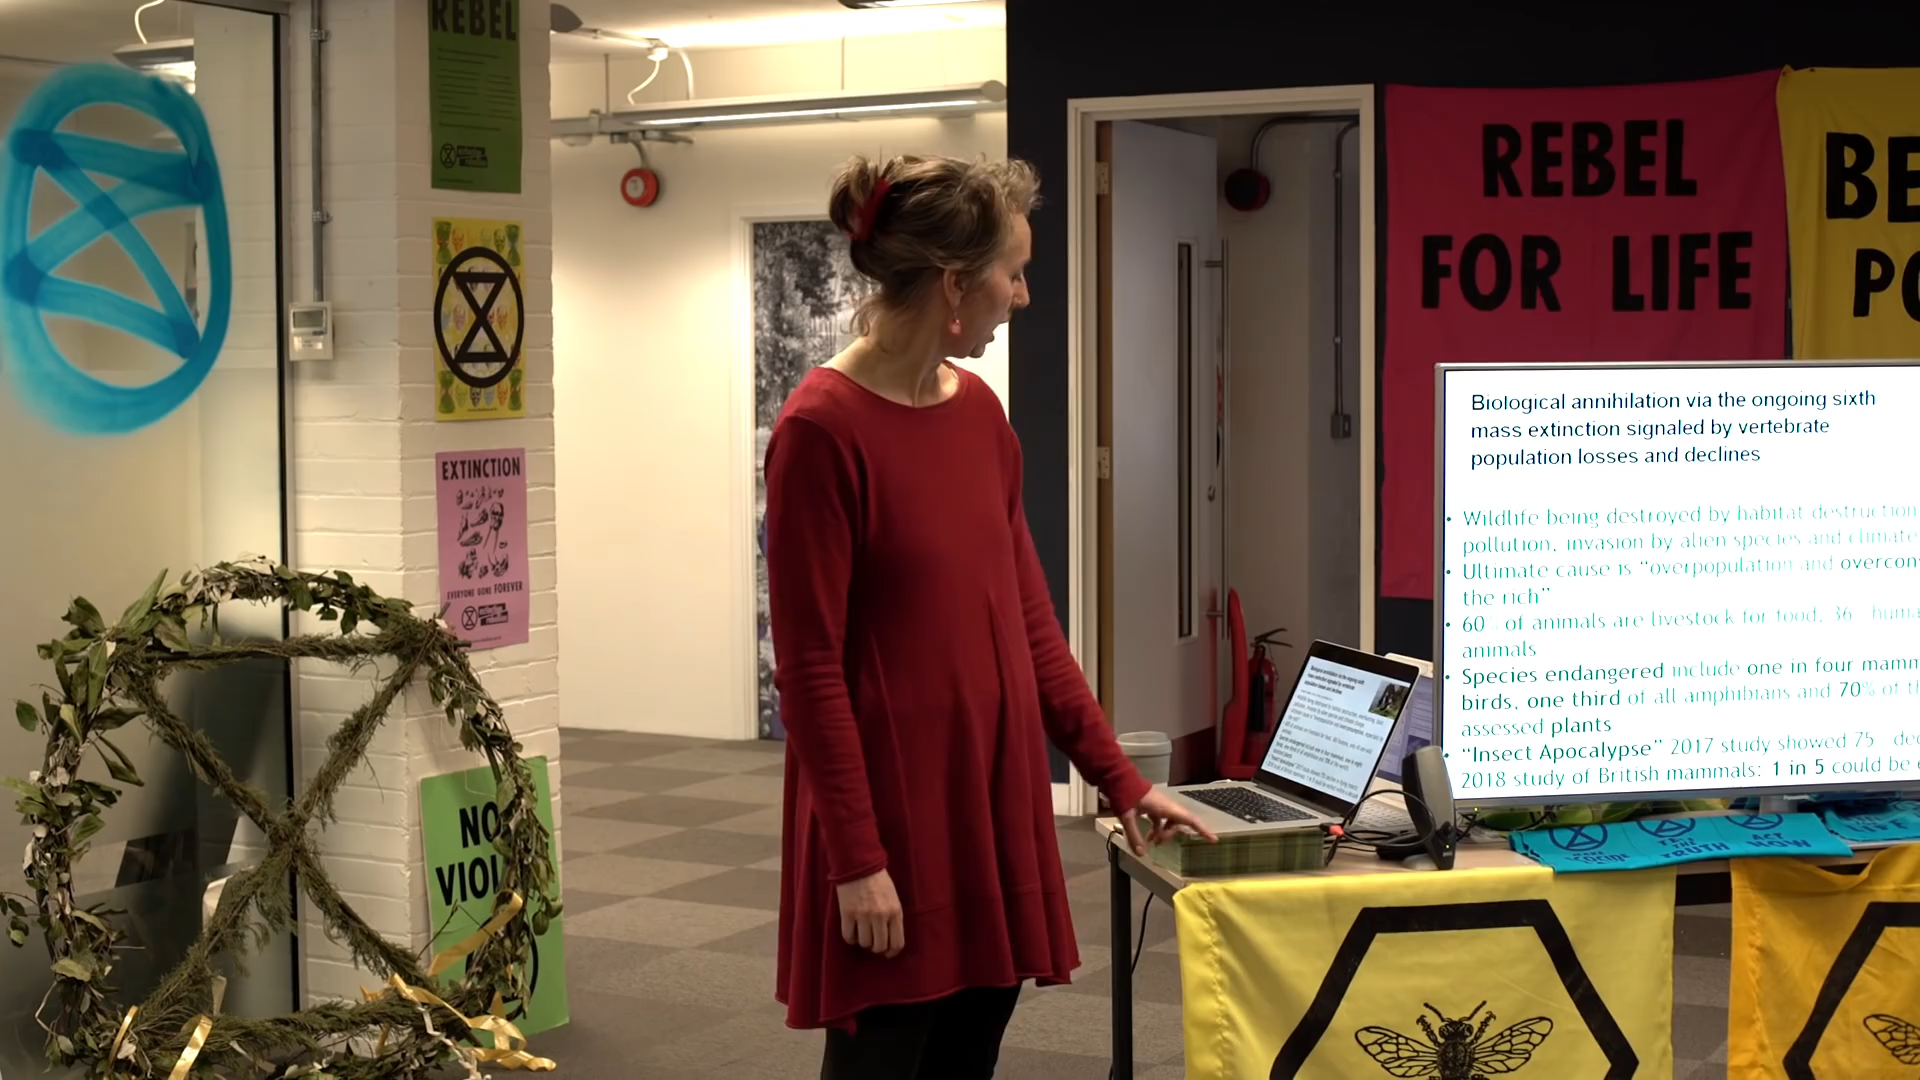 REBEL
EXTINCTION
EVERYONE GONE FOREVER
NO
VIOL
REBEL
FOR LIFE
BE
PO
Biological annihilation via the ongoing sixth
mass extinction signaled by vertebrate
population losses and declines
• Wildlife being destroyed by habitat destruction
pollution, invasion by alien species and climate
• Ultimate cause is “overpopulation and overcon
the rich”
• 60 of animals are livestock for food, 36 huma
animals
• Species endangered include one in four mamm
birds, one third of all amphibians and 70% of th
assessed plants
• “Insect Apocalypse” 2017 study showed 75 dec
2018 study of British mammals: 1 in 5 could be e
TELL
THE
TRUTH
ACT
NOW
LIFE